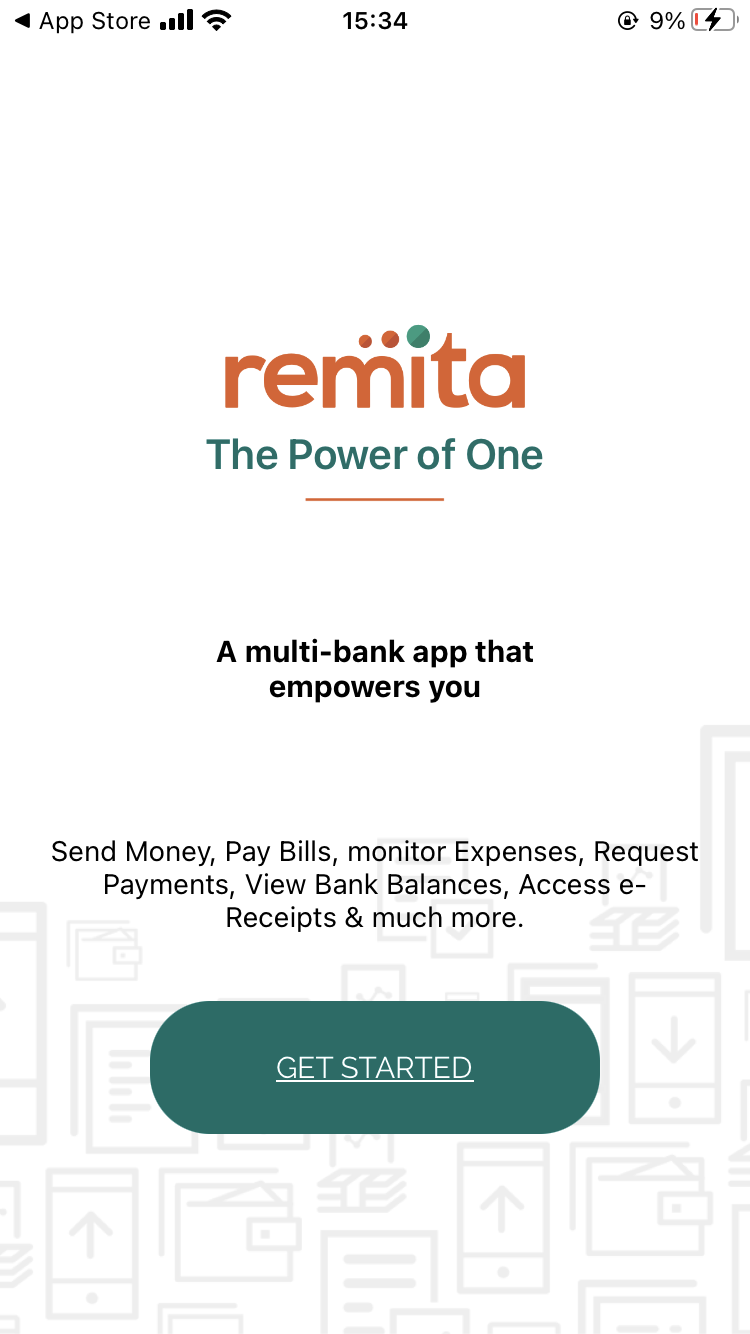 App Store
15:34
9%
remita
The Power of One
A multi-bank app that
empowers you
Send Money, Pay Bills, monitor Expenses, Request
Payments, View Bank Balances, Access e-
Receipts & much more.
GET STARTED